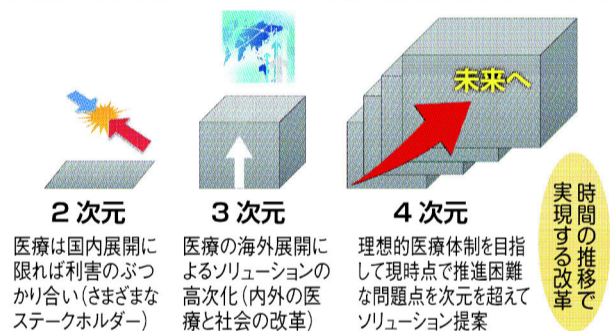 未来へ
2次元
医療は国内展開に
限れば利害のぶつ
かり合い(さまざまな
ステークホルダー)
3次元
医療の海外展開に
よるソリューションの
高次化(内外の医
療と社会の改革)
4次元
理想的医療体制を目指
して現時点で推進困難
な問題点を次元を超えて
ソリューション提案
時間の推移で
実現する改革